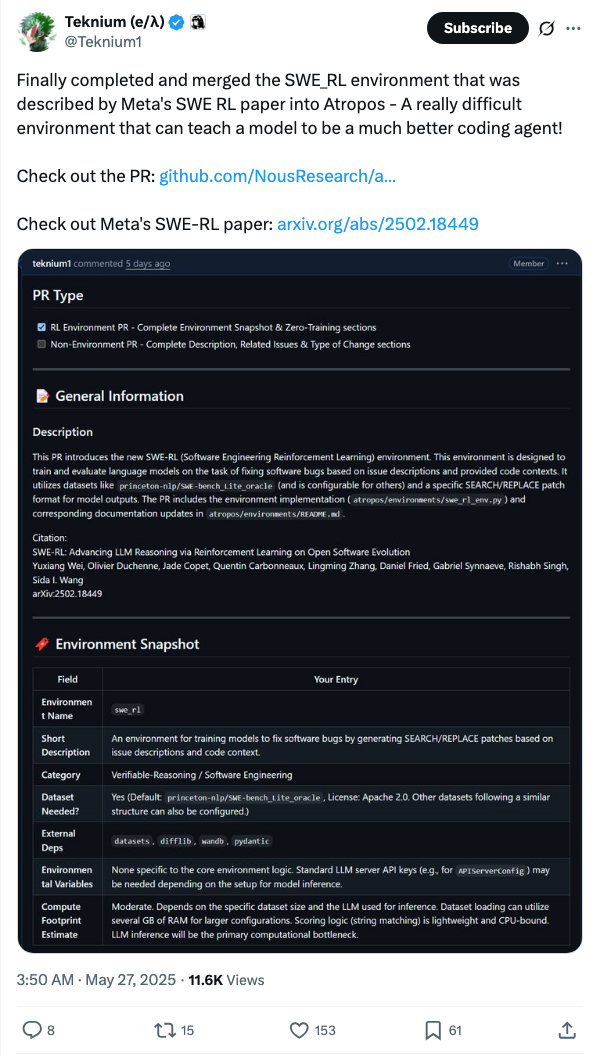 Teknium (e/λ)
@Teknium1
Subscribe
Finally completed and merged the SWE_RL environment that was
described by Meta's SWE RL paper into Atropos - A really difficult
environment that can teach a model to be a much better coding agent!
Check out the PR: github.com/NousResearch/a...
Check out Meta's SWE-RL paper: arxiv.org/abs/2502.18449
teknium1 commented 5 days ago
Member
PR Type
RL Environment PR - Complete Environment Snapshot & Zero-Training sections
Non-Environment PR - Complete Description, Related Issues & Type of Change sections
General Information
Description
This PR introduces the new SWE-RL (Software Engineering Reinforcement Learning) environment. This environment is designed to
train and evaluate language models on the task of fixing software bugs based on issue descriptions and provided code contexts. It
utilizes datasets like princeton-nlp/SWE-bench_Lite_oracle (and is configurable for others) and a specific SEARCH/REPLACE patch
format for model outputs. The PR includes the environment implementation ( atropos/environments/swe_rl_env.py ) and
corresponding documentation updates in atropos/environments/README.md .
Citation:
SWE-RL: Advancing LLM Reasoning via Reinforcement Learning on Open Software Evolution
Yuxiang Wei, Olivier Duchenne, Jade Copet, Quentin Carbonneaux, Lingming Zhang, Daniel Fried, Gabriel Synnaeve, Rishabh Singh,
Sida I. Wang
arXiv:2502.18449
Environment Snapshot
Field
Your Entry
Environmen
t Name
swe_rl
Short
Description
An environment for training models to fix software bugs by generating SEARCH/REPLACE patches based on
issue descriptions and code context.
Category
Verifiable-Reasoning / Software Engineering
Dataset
Needed?
Yes (Default: princeton-nlp/SWE-bench_Lite_oracle , License: Apache 2.0. Other datasets following a similar
structure can also be configured.)
External
Deps
datasets , difflib , wandb , pydantic
Environmen
tal Variables
None specific to the core environment logic. Standard LLM server API keys (e.g., for APIServerConfig ) may
be needed depending on the setup for model inference.
Compute
Footprint
Estimate
Moderate. Depends on the specific dataset size and the LLM used for inference. Dataset loading can utilize
several GB of RAM for larger configurations. Scoring logic (string matching) is lightweight and CPU-bound.
LLM inference will be the primary computational bottleneck.
3:50 AM · May 27, 2025 · 11.6K Views
8
15
153
61